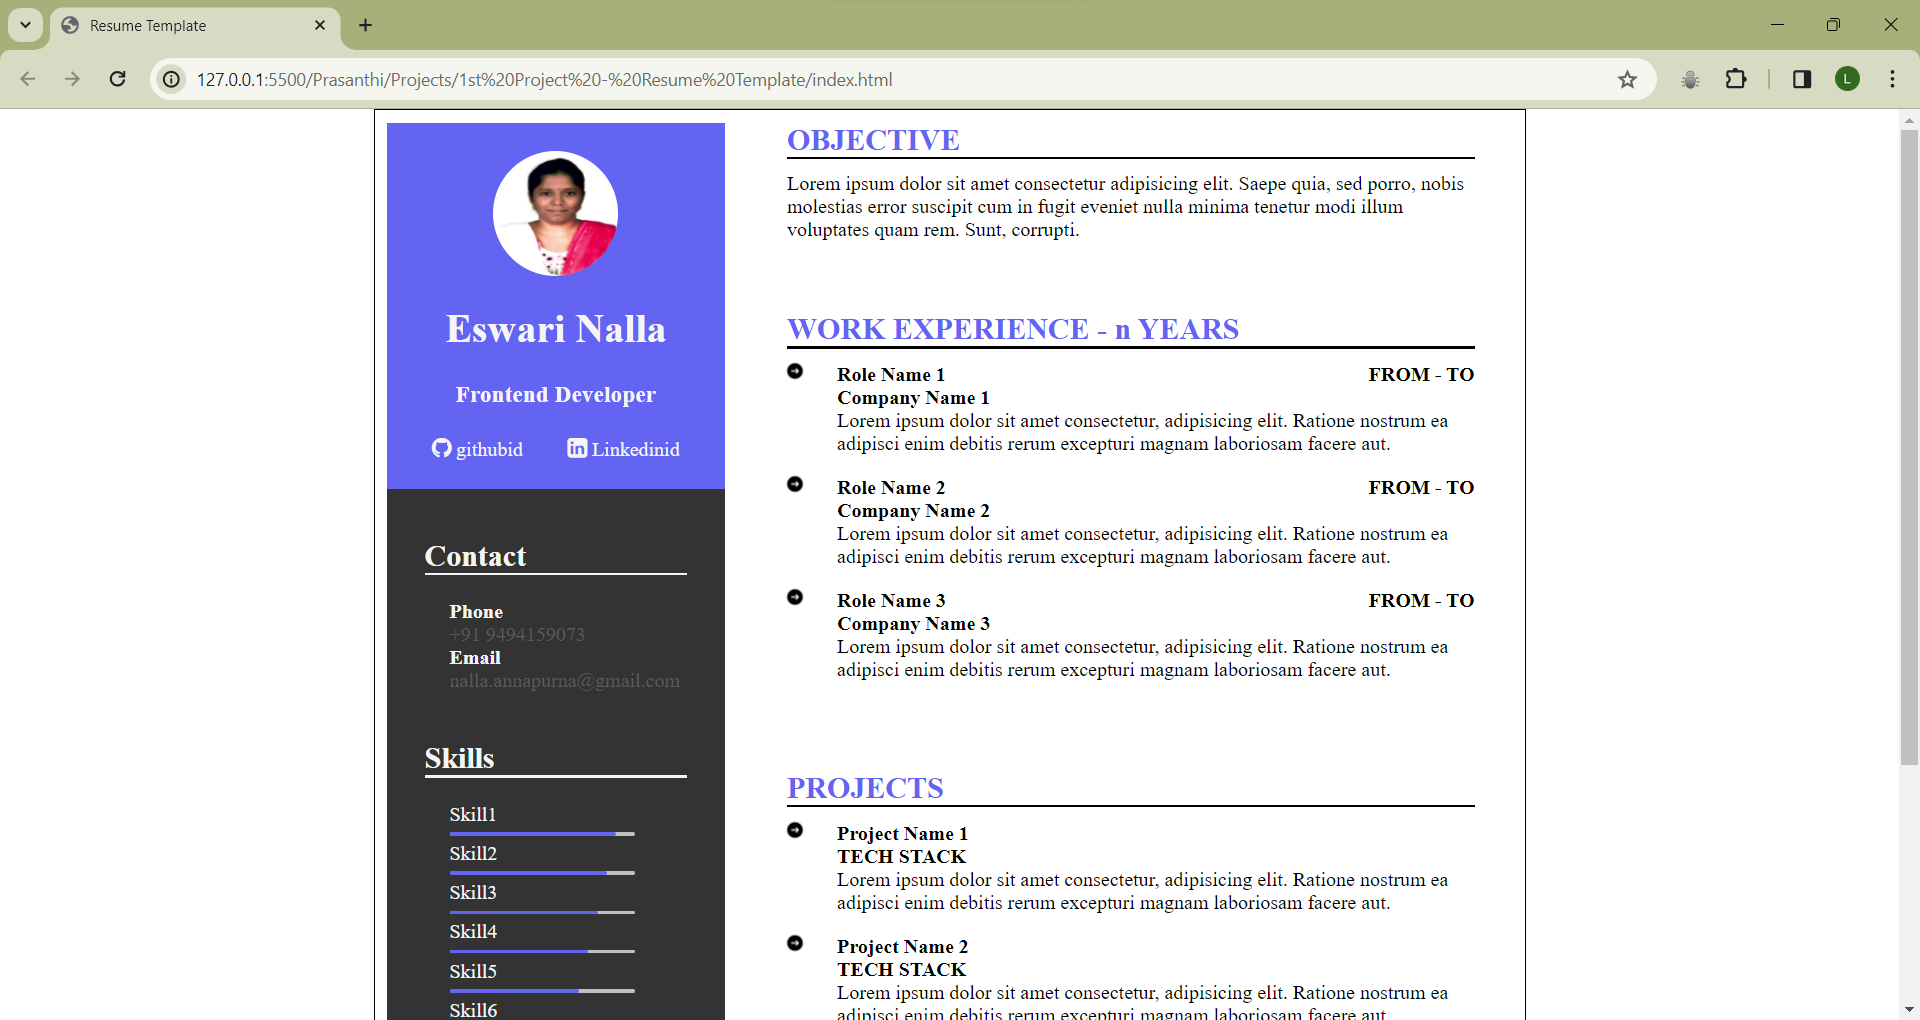 Resume Template
127.0.0.1:5500/Prasanthi/Projects/1st%20Project%20-%20Resume%20Template/index.html
L
Eswari Nalla
Frontend Developer
githubid
in Linkedinid
Contact
Phone
+91 9494159073
Email
nalla.annapurna@gmail.com
Skills
Skill1
Skill2
Skill3
Skill4
Skill5
Skill6
OBJECTIVE
Lorem ipsum dolor sit amet consectetur adipisicing elit. Saepe quia, sed porro, nobis
molestias error suscipit cum in fugit eveniet nulla minima tenetur modi illum
voluptates quam rem. Sunt, corrupti.
WORK EXPERIENCE - n YEARS
Role Name 1 FROM - TO
Company Name 1
Lorem ipsum dolor sit amet consectetur, adipisicing elit. Ratione nostrum ea
adipisci enim debitis rerum excepturi magnam laboriosam facere aut.
Role Name 2 FROM - TO
Company Name 2
Lorem ipsum dolor sit amet consectetur, adipisicing elit. Ratione nostrum ea
adipisci enim debitis rerum excepturi magnam laboriosam facere aut.
Role Name 3 FROM - TO
Company Name 3
Lorem ipsum dolor sit amet consectetur, adipisicing elit. Ratione nostrum ea
adipisci enim debitis rerum excepturi magnam laboriosam facere aut.
PROJECTS
Project Name 1
TECH STACK
Lorem ipsum dolor sit amet consectetur, adipisicing elit. Ratione nostrum ea
adipisci enim debitis rerum excepturi magnam laboriosam facere aut.
Project Name 2
TECH STACK
Lorem ipsum dolor sit amet consectetur, adipisicing elit. Ratione nostrum ea
adipisci enim debitis rerum excepturi magnam laboriosam facere aut.